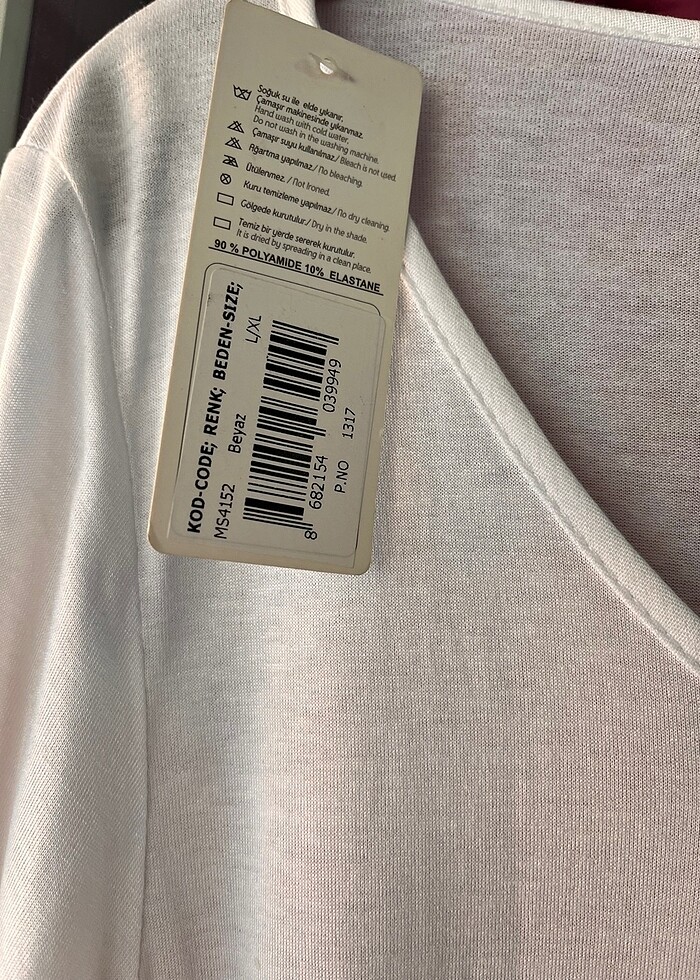 Soğuk su ile elde yıkanır.
Çamaşır makinesinde yıkanmaz
Hand wash with cold water,
Do not wash in the washing machine.
Çamaşır suyu kullanılmaz./ Bleach is not used.
Ağartma yapılmaz./ No bleaching.
Ütülenmez. / Not Ironed.
Kuru temizleme yapılmaz./ No dry cleaning.
Gölgede kurutulur./ Dry in the shade.
Temiz bir yerde sererek kurutulur.
It is dried by spreading in a clean place.
90 % POLYAMIDE 10% ELASTANE
KOD-CODE; RENK; BEDEN-SIZE;
MS4152 Beyaz L/XL
8 682154 039949
P.NO 1317